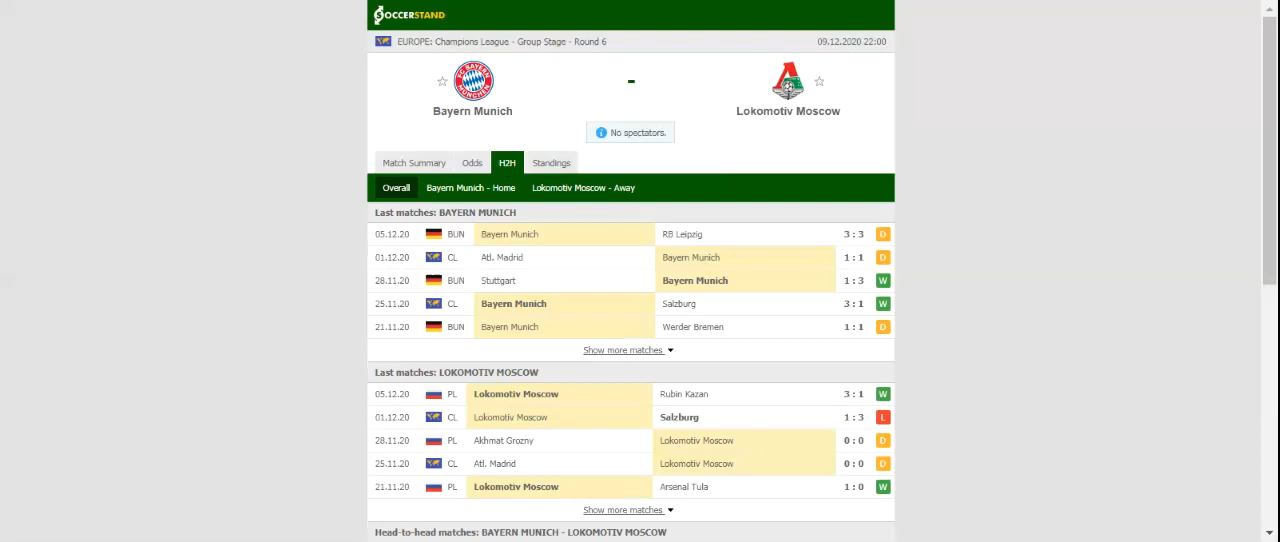 SOCCERSTAND
EUROPE: Champions League - Group Stage - Round 6 09.12.2020 22:00
Bayern Munich - Lokomotiv Moscow
No spectators.
Match Summary Odds H2H Standings
Overall Bayern Munich - Home Lokomotiv Moscow - Away
Last matches: BAYERN MUNICH
05.12.20 BUN Bayern Munich RB Leipzig 3 : 3 D
01.12.20 CL Atl. Madrid Bayern Munich 1 : 1 D
28.11.20 BUN Stuttgart Bayern Munich 1 : 3 W
25.11.20 CL Bayern Munich Salzburg 3 : 1 W
21.11.20 BUN Bayern Munich Werder Bremen 1 : 1 D
Show more matches
Last matches: LOKOMOTIV MOSCOW
05.12.20 PL Lokomotiv Moscow Rubin Kazan 3 : 1 W
01.12.20 CL Lokomotiv Moscow Salzburg 1 : 3 L
28.11.20 PL Akhmat Grozny Lokomotiv Moscow 0 : 0 D
25.11.20 CL Atl. Madrid Lokomotiv Moscow 0 : 0 D
21.11.20 PL Lokomotiv Moscow Arsenal Tula 1 : 0 W
Show more matches
Head-to-head matches: BAYERN MUNICH - LOKOMOTIV MOSCOW